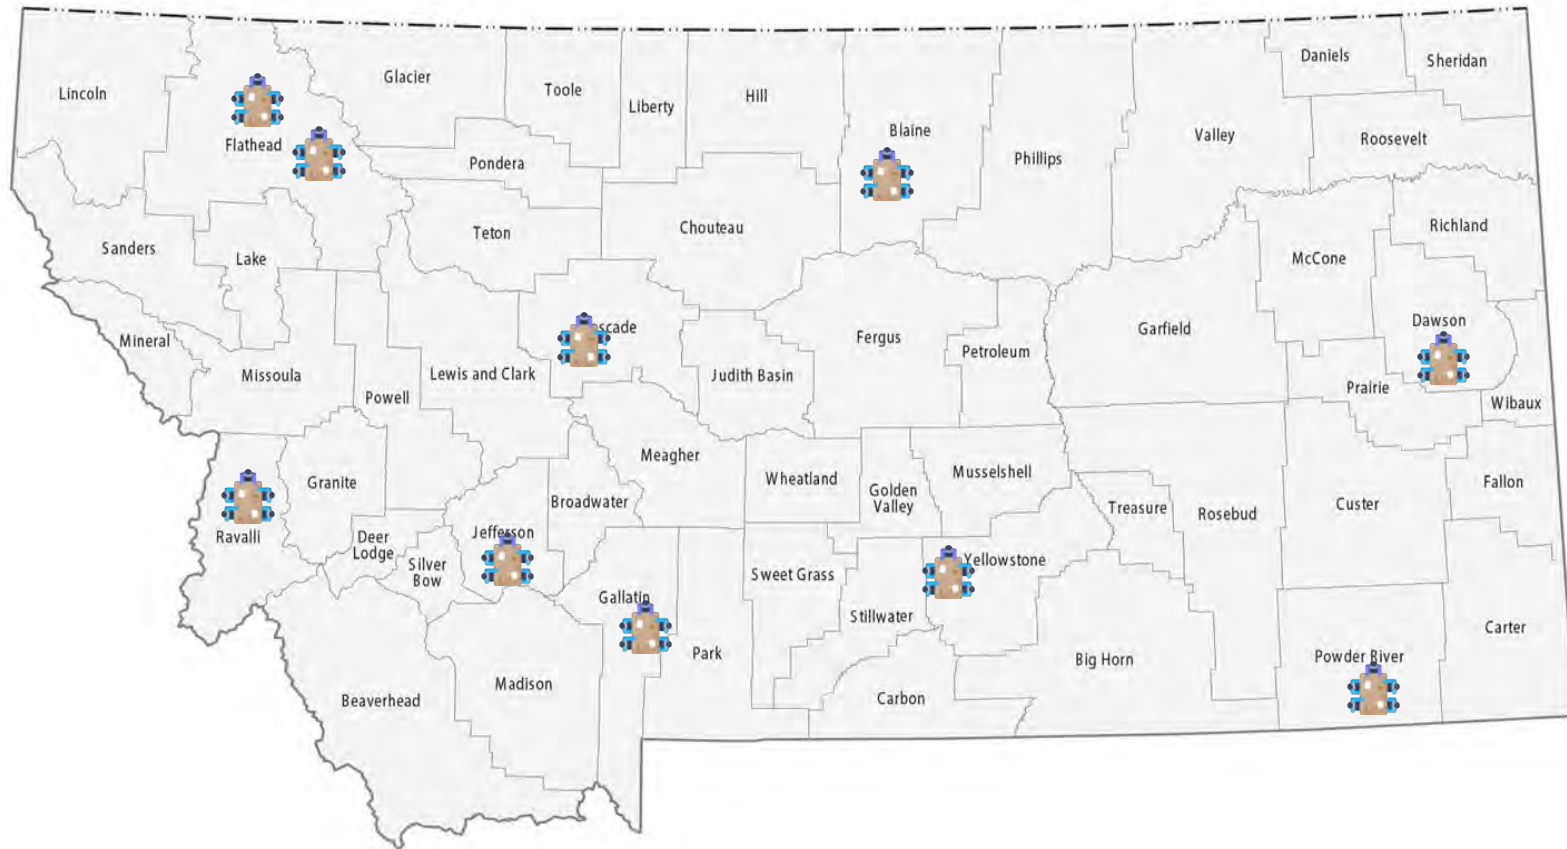 Daniels
Sheridan
Glacier
Lincoln
Toole
Liberty
Hill
Blaine
Valley
Roosevelt
Flathead
Phillips
Pondera
Richland
Chouteau
Teton
Sanders
Lake
McCone
Dawson
scade
Garfield
Mineral
Fergus
Petroleum
Missoula
Lewis and Clark
Judith Basin
Prairie
Powell
Wibaux
Meagher
Musselshell
Wheatland
Granite
Fallon
Golden
Valley
Broadwater
Custer
Treasure
Rosebud
Jefferson
Ravalli
Deer
Lodge
Yellowstone
Silver
Bow
Sweet Grass
Gallatin
Stillwater
Carter
Park
Powder River
Big Horn
Madison
Beaverhead
Carbon